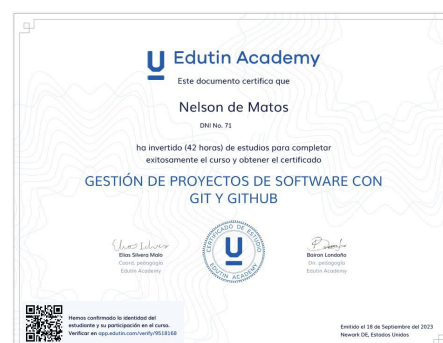 Edutin Academy
Este documento certifica que
Nelson de Matos
DNI No. 71
ha invertido (42 horas) de estudios para completar
exitosamente el curso y obtener el certificado
GESTIÓN DE PROYECTOS DE SOFTWARE CON
GIT Y GITHUB
CERTIFICADO DE ESTUDIO
EDUTIN ACADEMY
Elias Silvera Malo
Coord. pedagogía
Edutin Academy
Bairon Londoño
Dir. pedagogía
Edutin Academy
Hemos confirmado la identidad del
estudiante y su participación en el curso.
Verificar en app.edutin.com/verify/9518168
Emitido el 18 de Septiembre del 2023
Newark DE, Estados Unidos